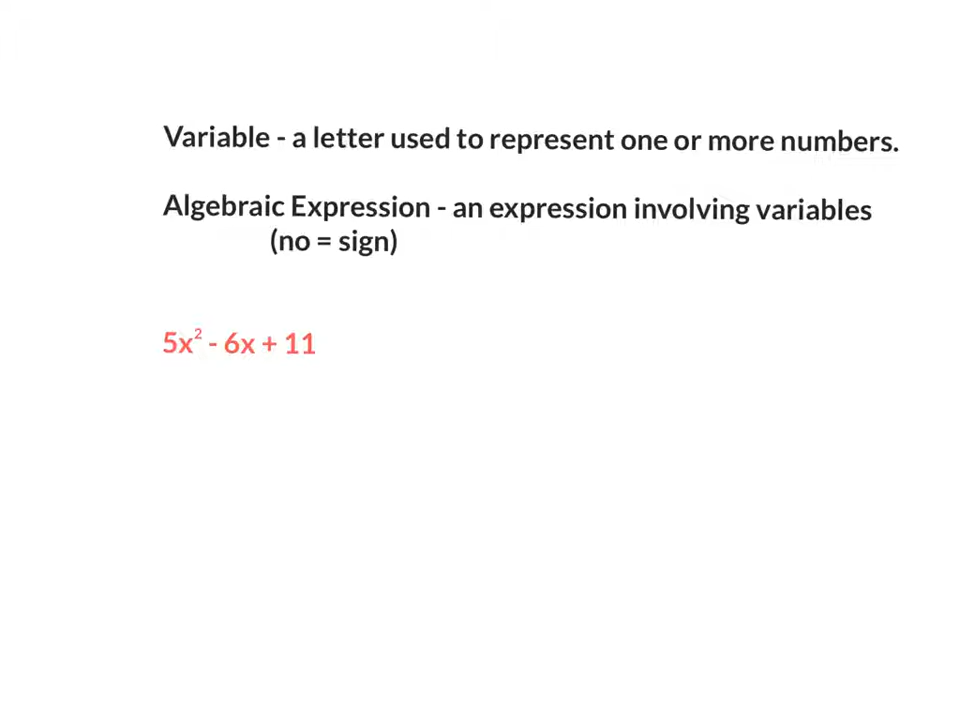 Variable - a letter used to represent one or more numbers.
Algebraic Expression - an expression involving variables
(no = sign)
5x² - 6x + 11